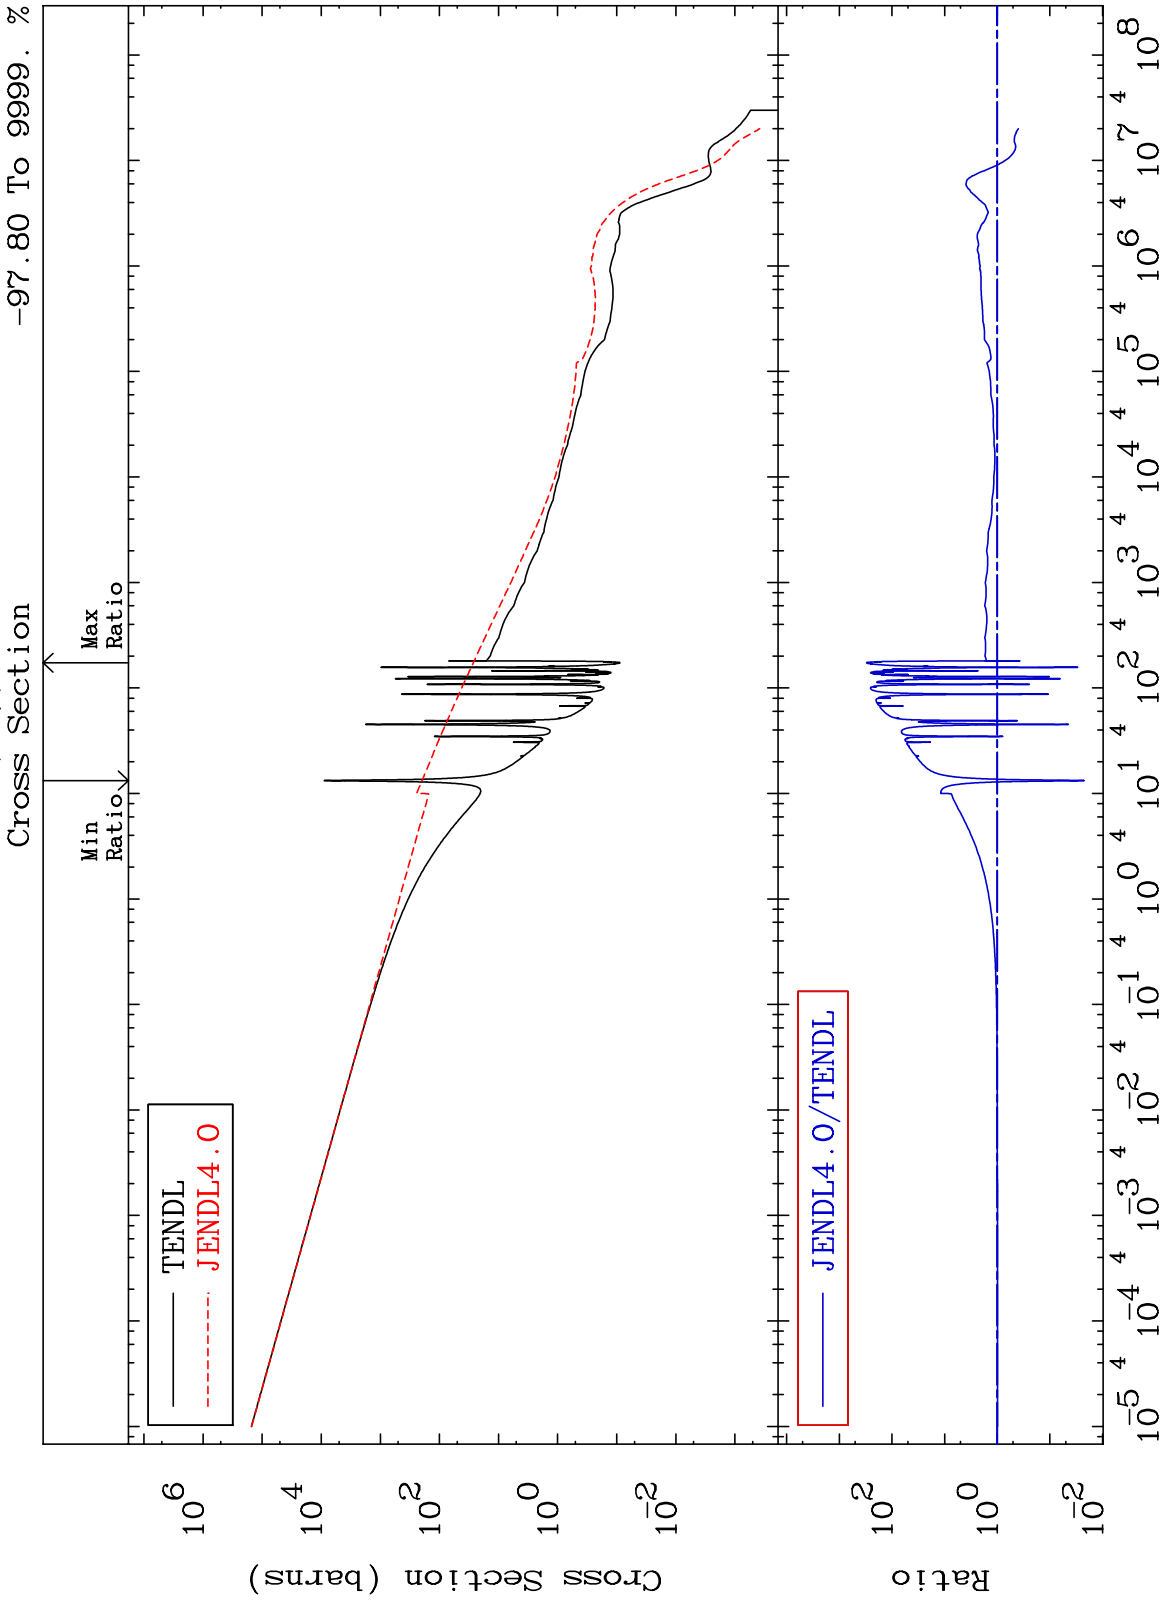 Cross Section
-97.80 To 9999. %
Min
Ratio
Max
Ratio
TENDL
JENDL4.0
10^6
10^4
10^2
10^0
10^-2
Cross Section (barns)
JENDL4.0/TENDL
10^2
10^0
10^-2
Ratio
10^-5 4 10^-4 4 10^-3 4 10^-2 4 10^-1 4 10^0 4 10^1 4 10^2 4 10^3 4 10^4 4 10^5 4 10^6 4 10^7 4 10^8